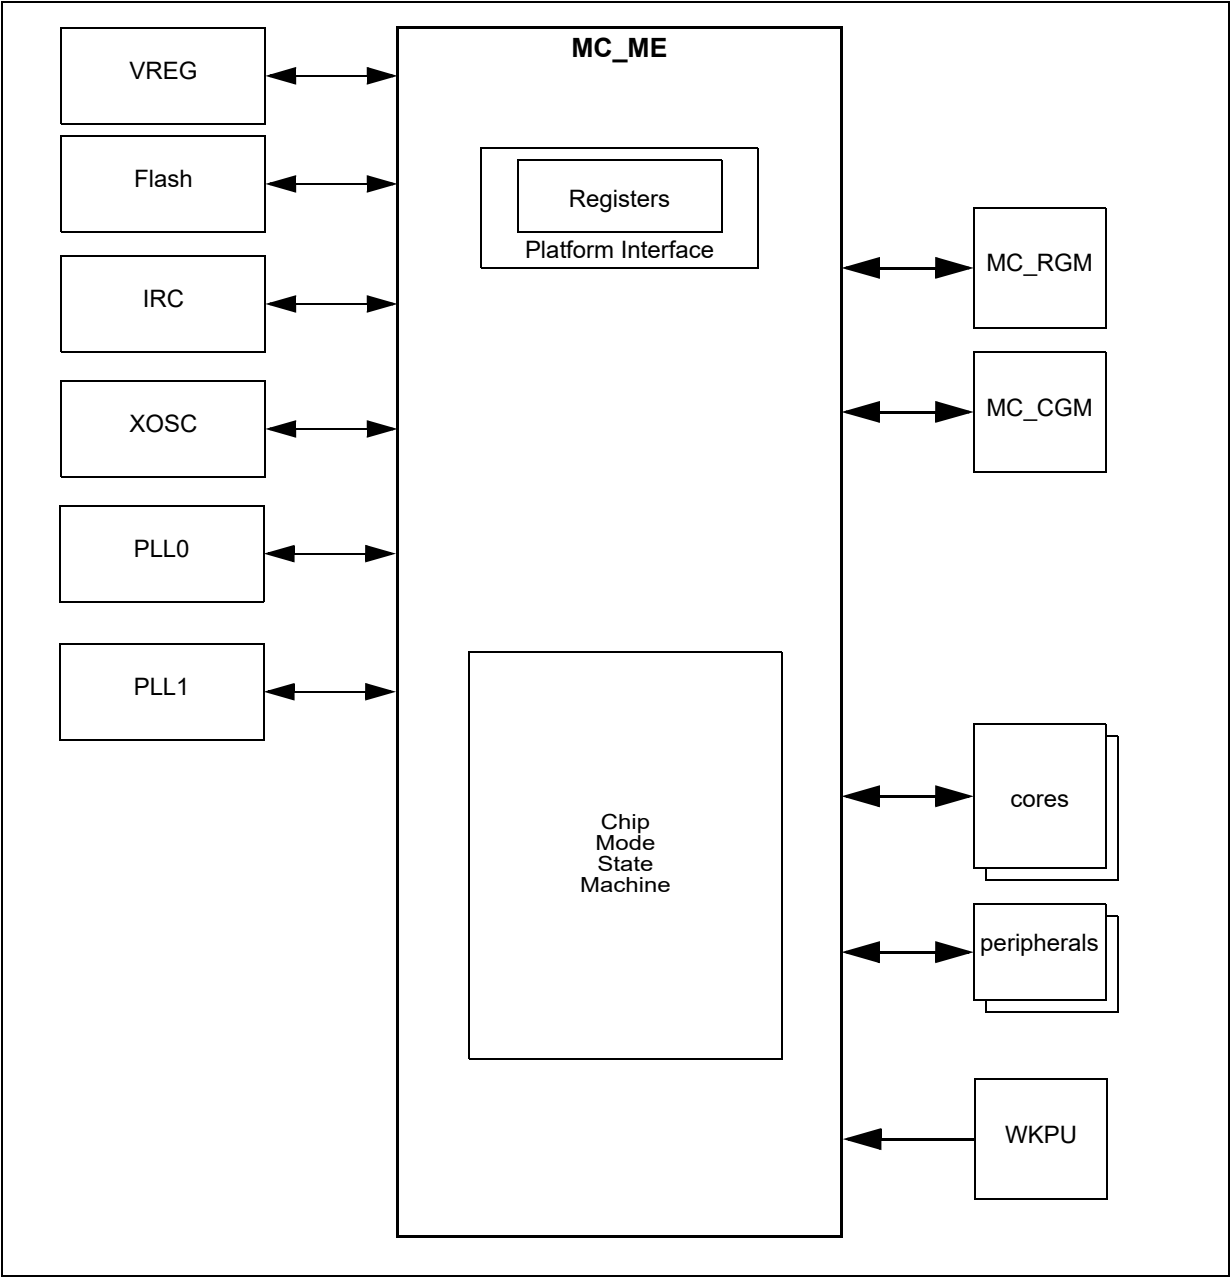 MC_ME
VREG
Flash
IRC
XOSC
PLL0
PLL1
Registers
Platform Interface
Chip
Mode
State
Machine
MC_RGM
MC_CGM
cores
peripherals
WKPU